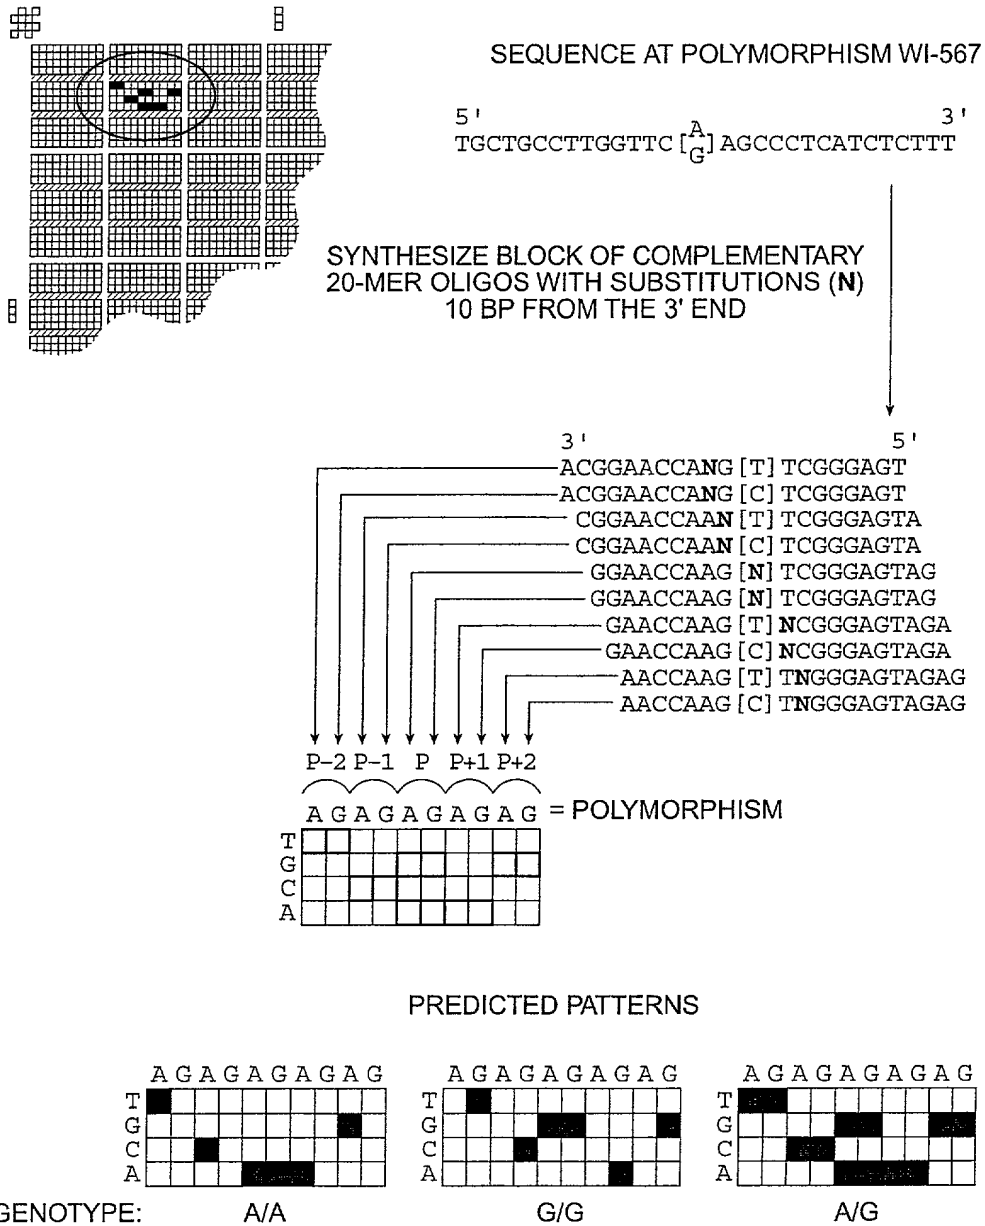 SEQUENCE AT POLYMORPHISM WI-567
5' 3'
TGCTGCCTTGGTTC[A/G]AGCCCTCATCTCTTT
SYNTHESIZE BLOCK OF COMPLEMENTARY
20-MER OLIGOS WITH SUBSTITUTIONS (N)
10 BP FROM THE 3' END
3' 5'
ACGGAACCANG[T]TCGGGAGT
ACGGAACCANG[C]TCGGGAGT
CGGAACCAAN[T]TCGGGAGTA
CGGAACCAAN[C]TCGGGAGTA
GGAACCAAG[N]TCGGGAGTAG
GGAACCAAG[N]TCGGGAGTAG
GAACCAAG[T]NCGGGAGTAGA
GAACCAAG[C]NCGGGAGTAGA
AACCAAG[T]TNGGGAGTAGAG
AACCAAG[C]TNGGGAGTAGAG
P-2 P-1 P P+1 P+2
A G A G A G A G A G = POLYMORPHISM
T
G
C
A
PREDICTED PATTERNS
A G A G A G A G A G
T
G
C
A
A G A G A G A G A G
T
G
C
A
A G A G A G A G A G
T
G
C
A
GENOTYPE: A/A G/G A/G